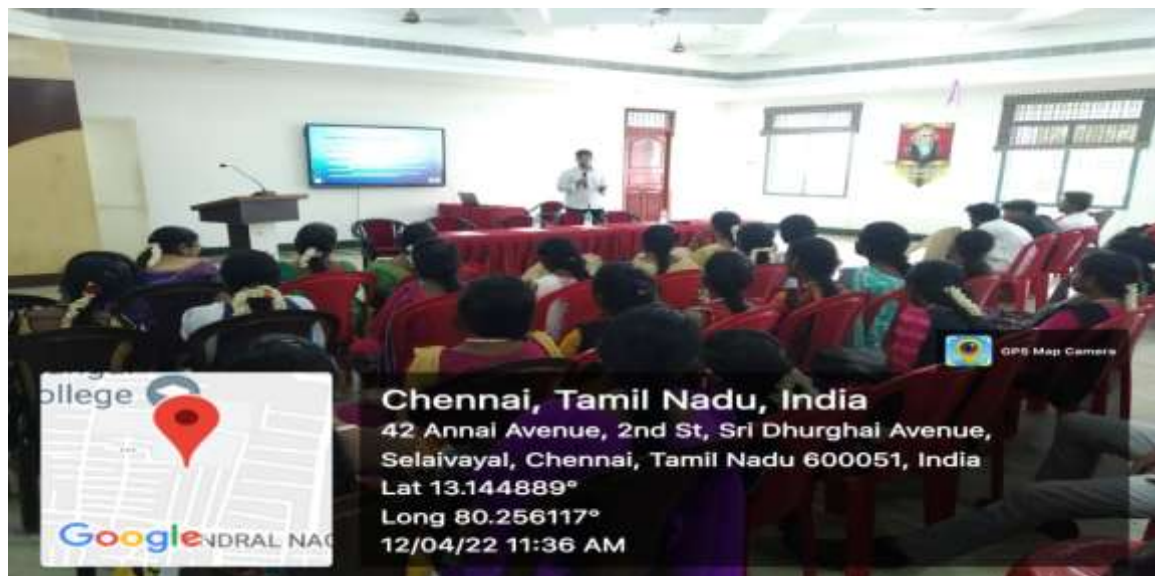 GPS Map Camera
ollege
Google
NDRAL NAG
Chennai, Tamil Nadu, India
42 Annai Avenue, 2nd St, Sri Dhurghai Avenue,
Selaivayal, Chennai, Tamil Nadu 600051, India
Lat 13.144889°
Long 80.256117°
12/04/22 11:36 AM